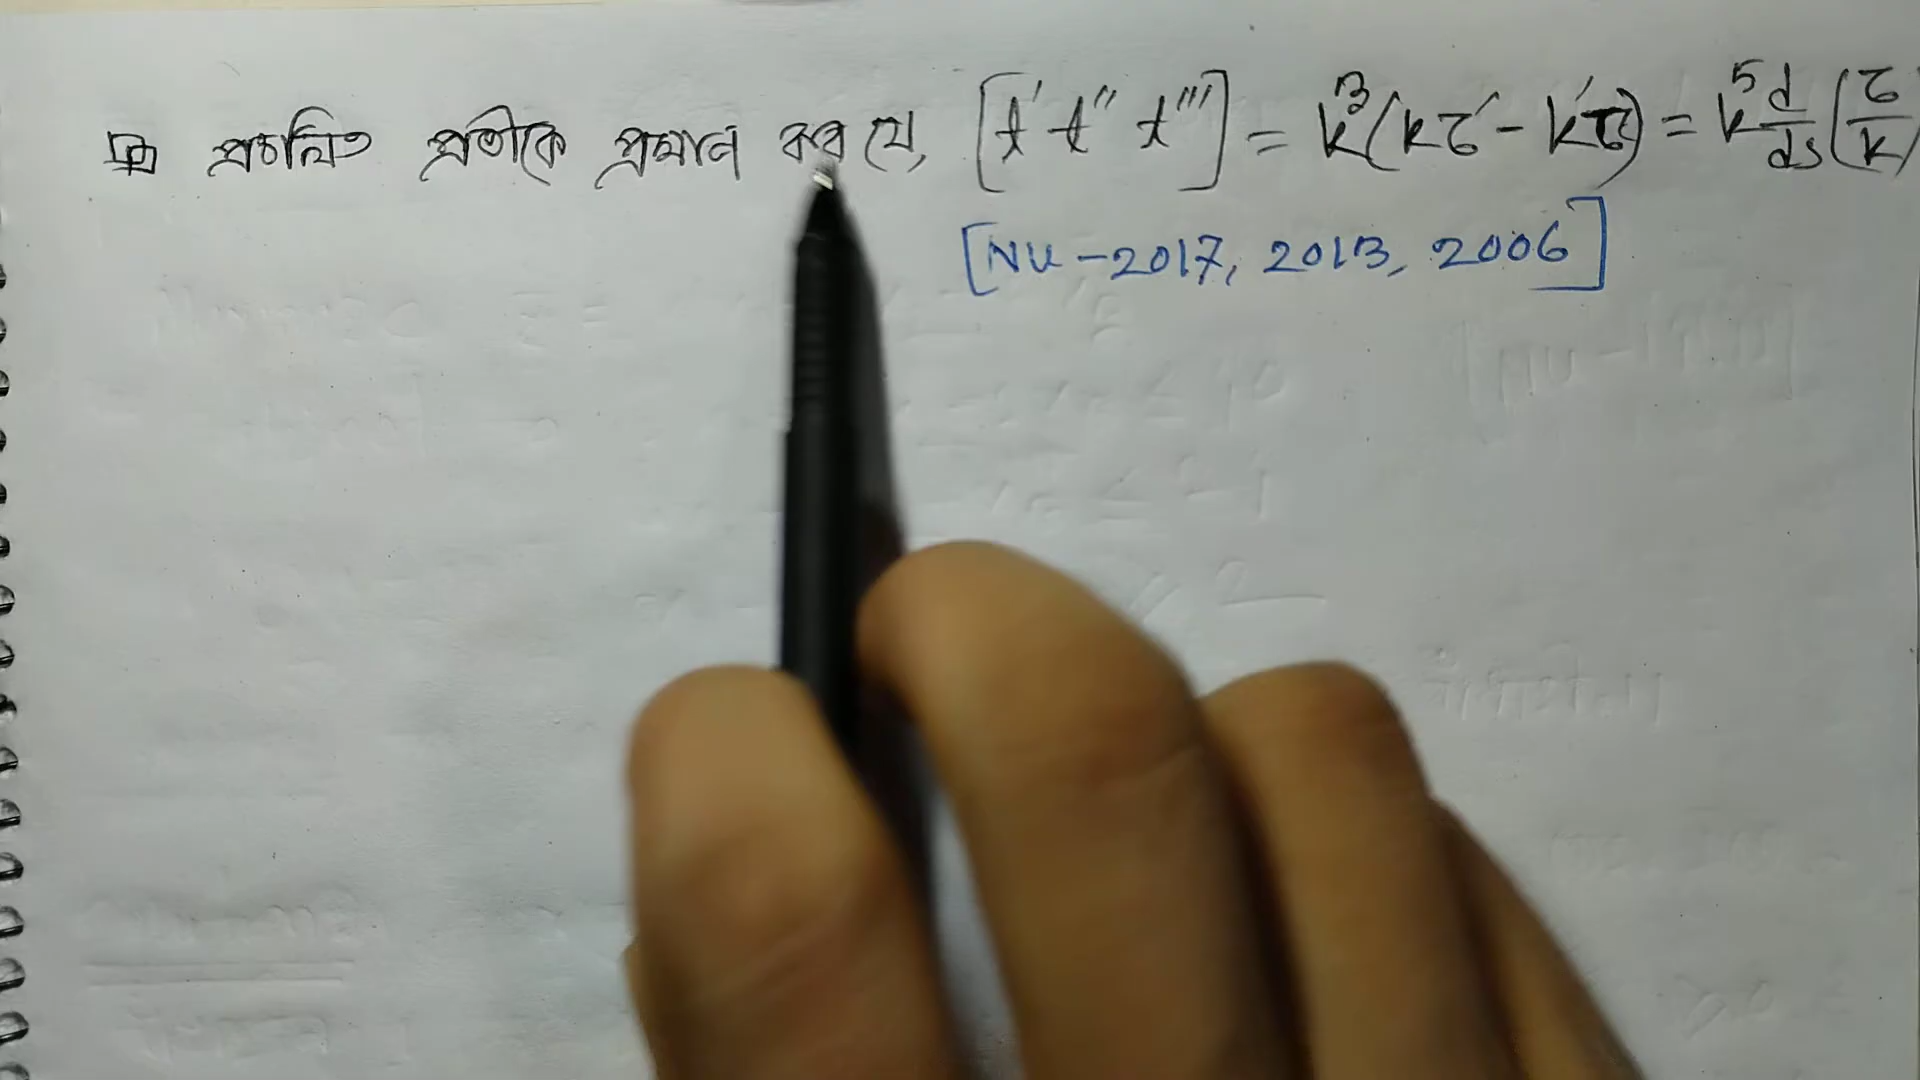 প্রচলিত প্রতীকে প্রমান কর যে, [t′ t″ t‴] = k³(kτ′ - k′τ) = k⁵ d/ds (τ/k)
[NU - 2017, 2013, 2006]